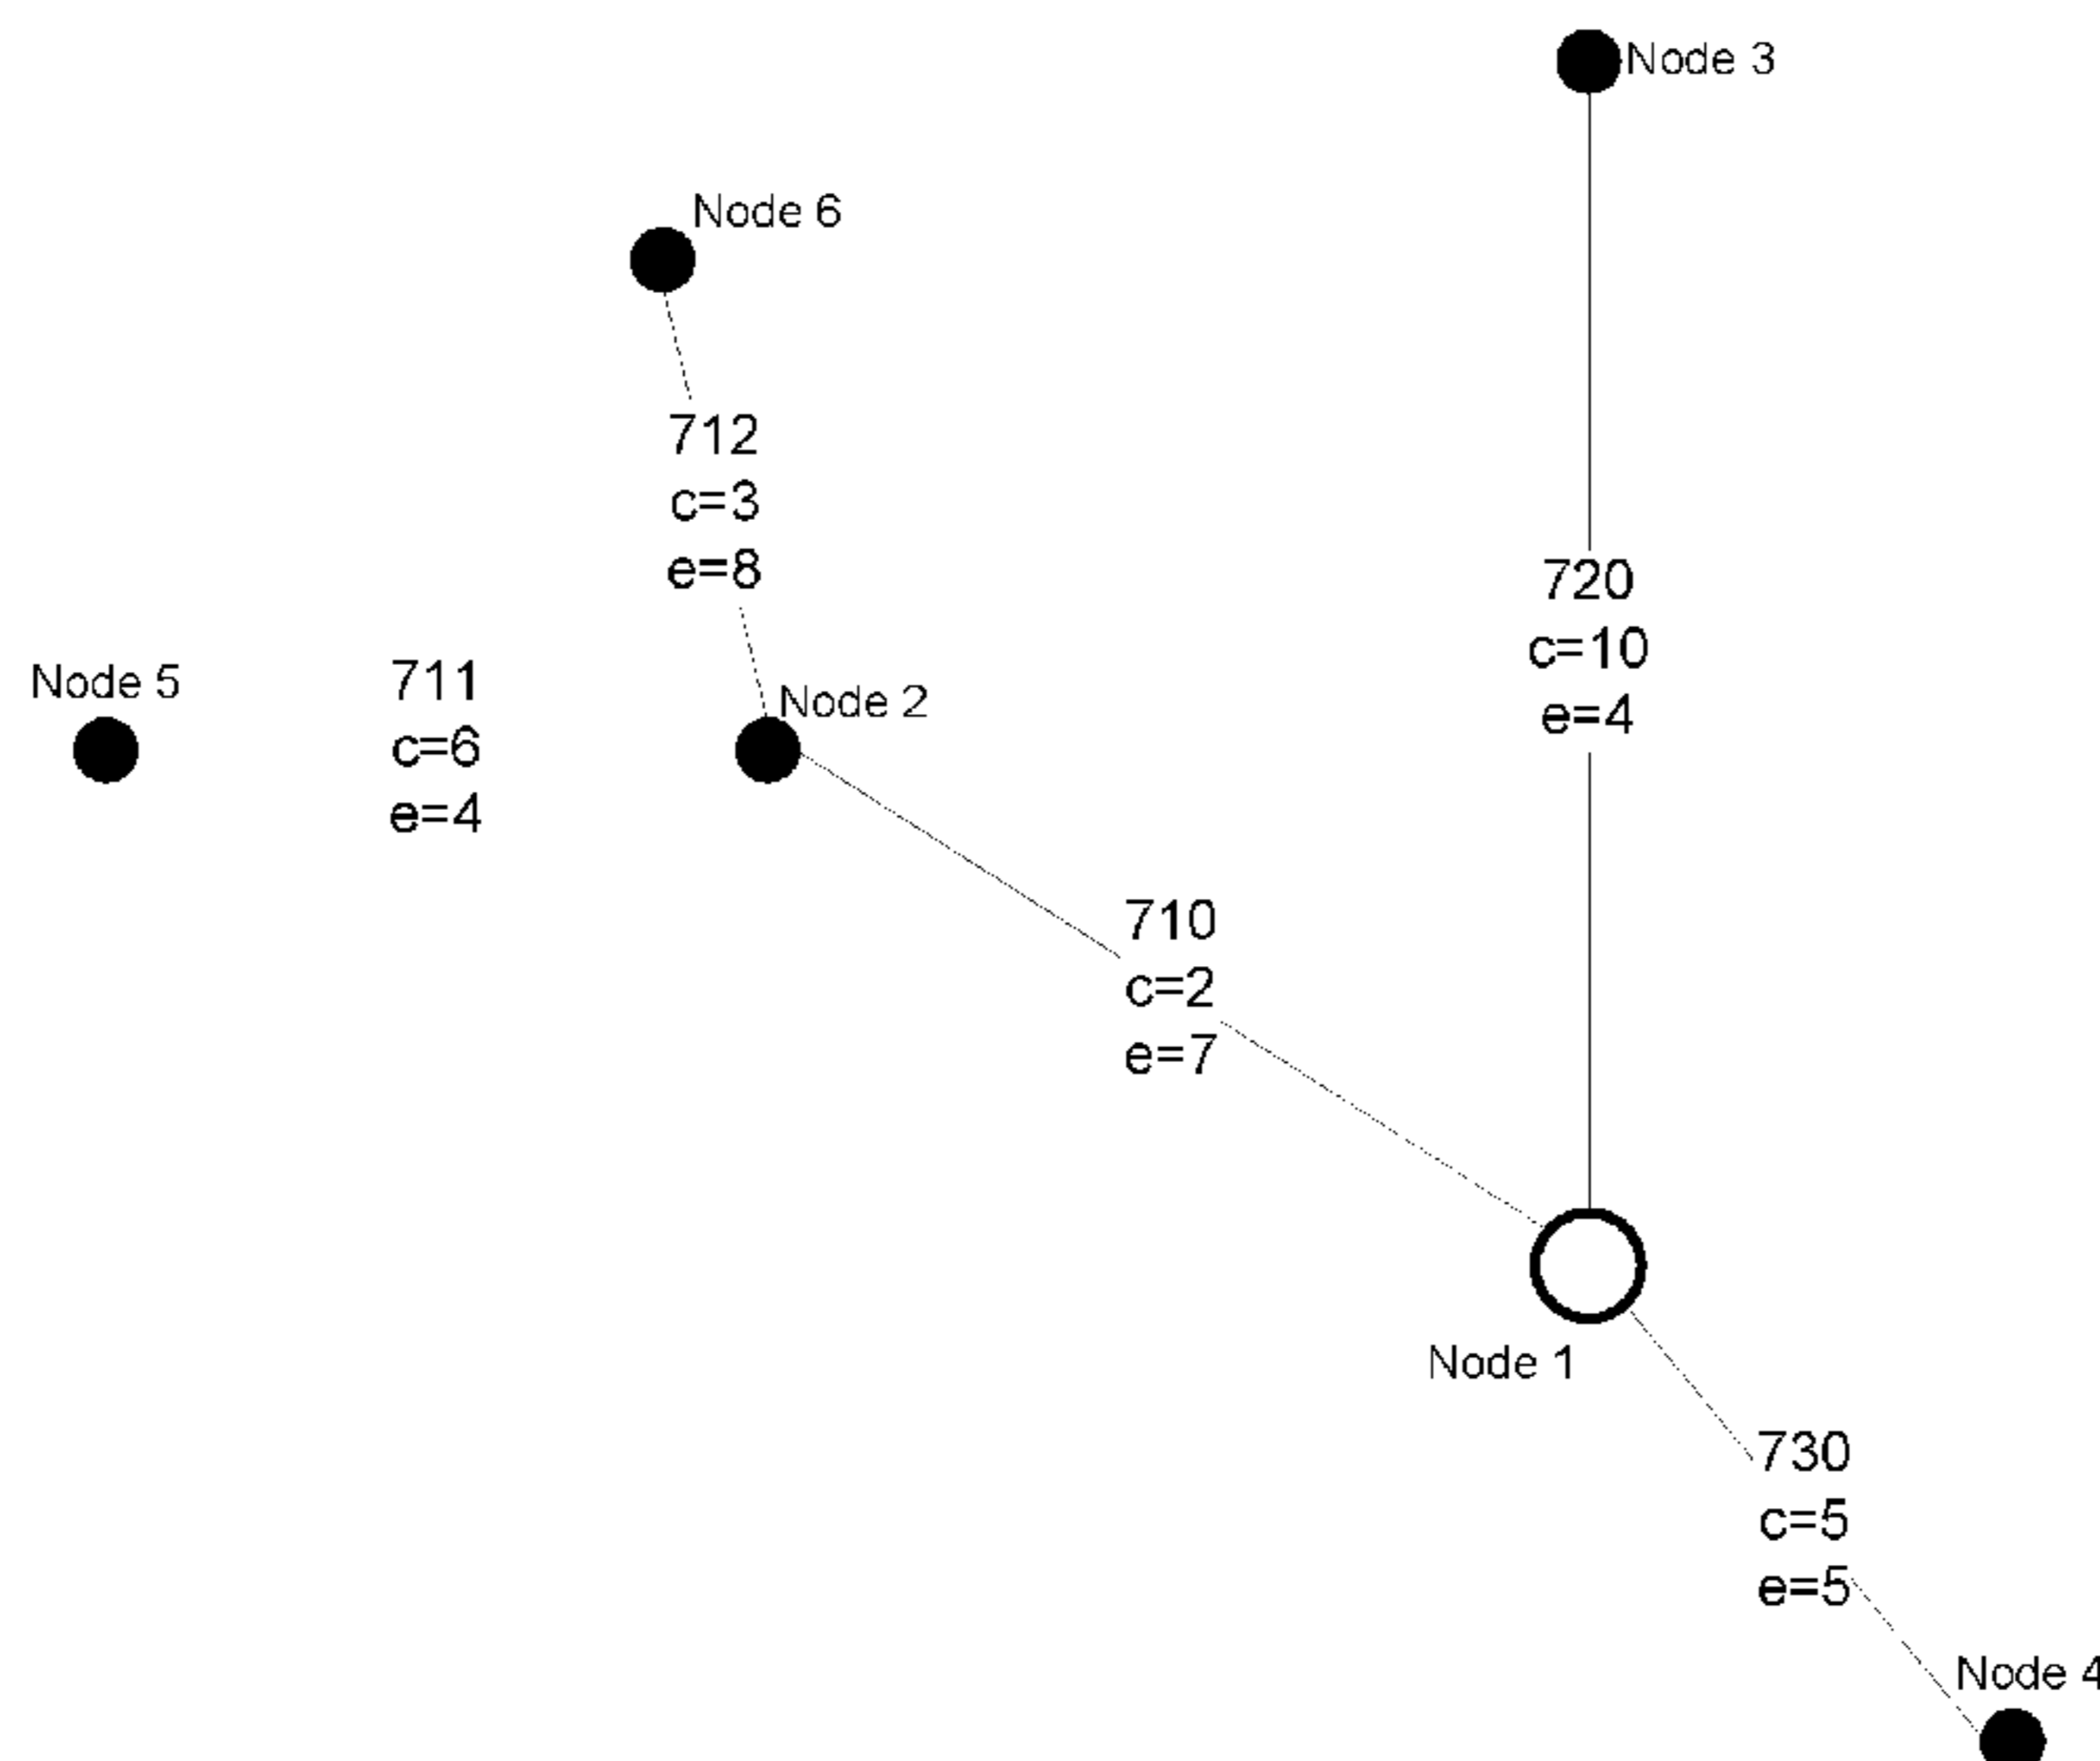 Node 3
Node 6
712
c=3
e=8
720
c=10
e=4
Node 5
711
c=6
e=4
Node 2
710
c=2
e=7
Node 1
730
c=5
e=5
Node 4